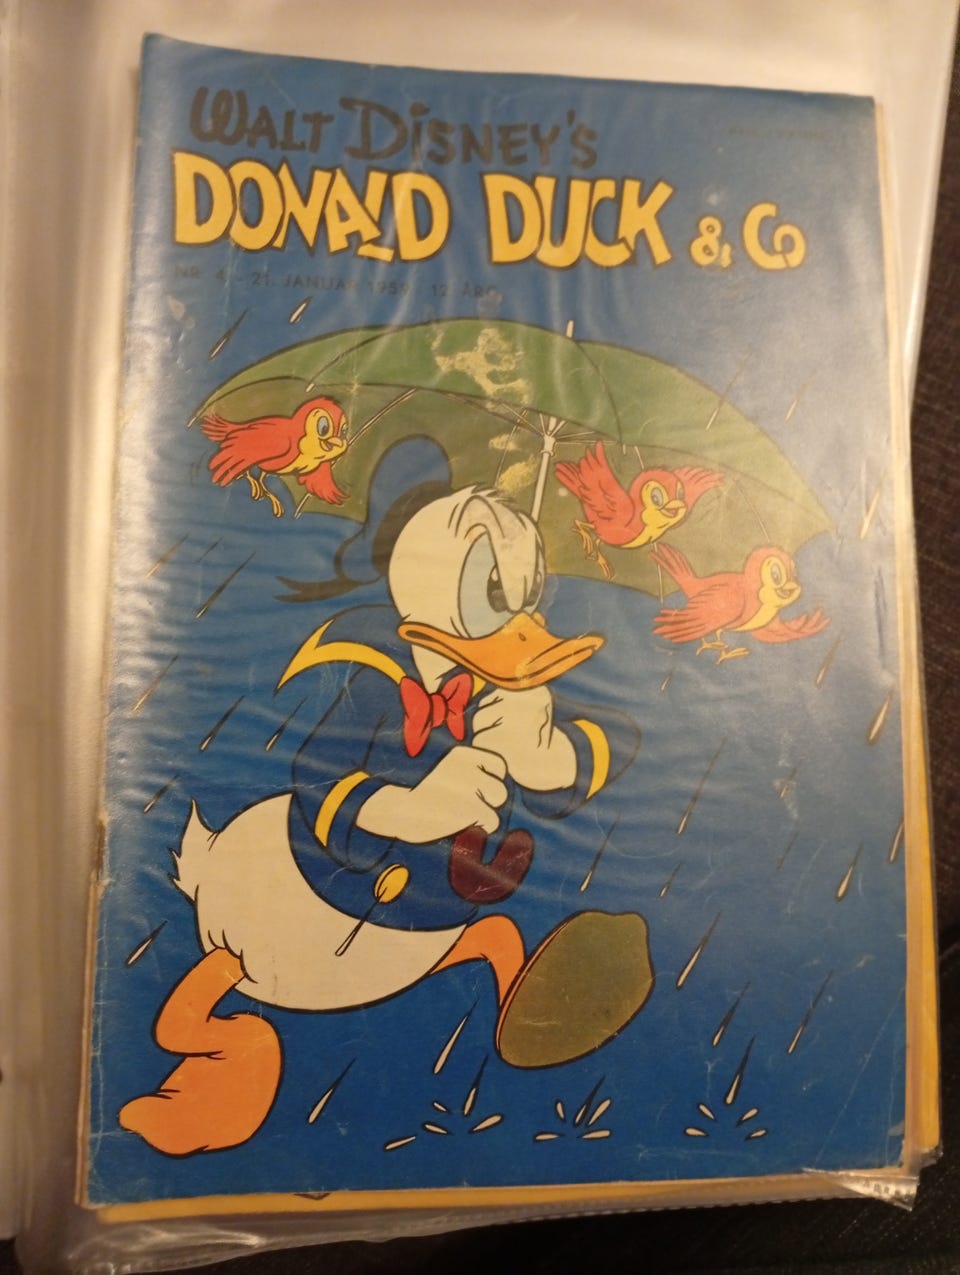 WALT DISNEY'S
DONALD DUCK & Co
NR. 4 - 21. JANUAR 1959 12. ÅRG.